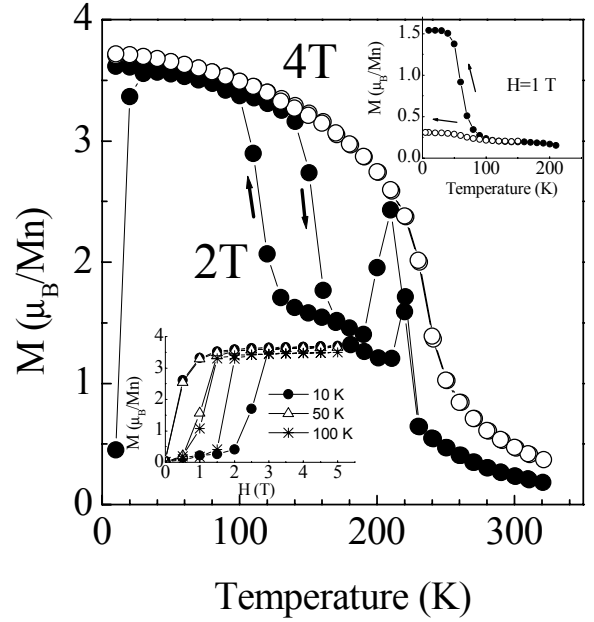 4
3
2
1
0
M (μB/Mn)
0
100
200
300
Temperature (K)
4T
2T
1.5
1.0
0.5
0.0
M (μB/Mn)
H=1 T
0
100
200
Temperature (K)
4
3
2
1
0
M (μB/Mn)
10 K
50 K
100 K
0
1
2
3
4
5
H (T)